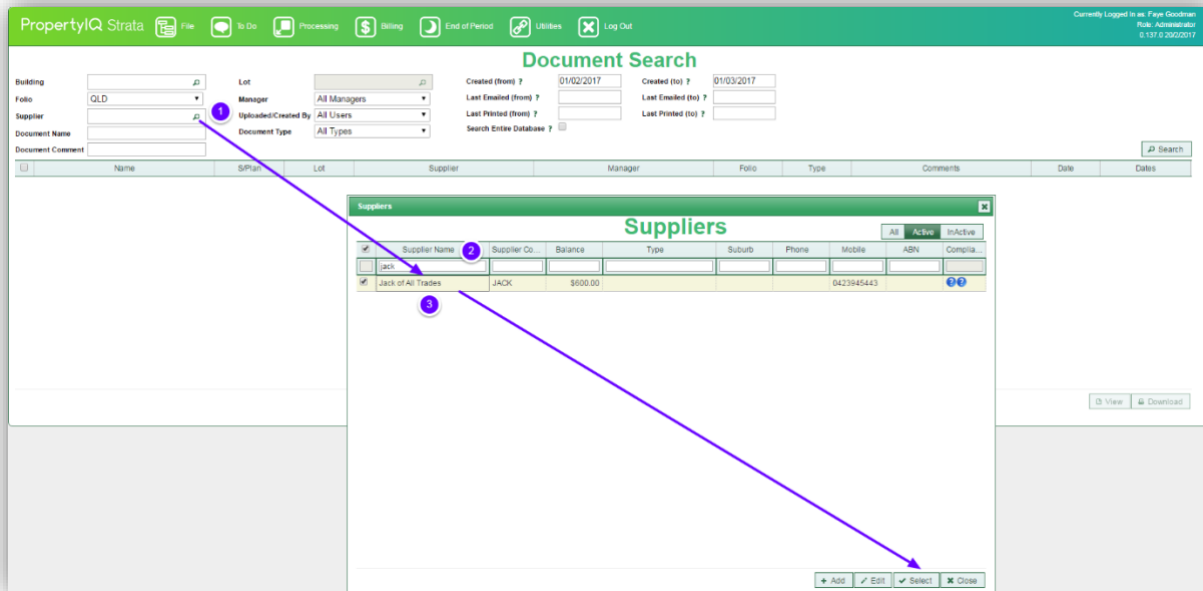 PropertyIQ Strata File To Do Processing Billing End of Period Utilities Log Out
Currently Logged In as: Faye Goodman
Role: Administrator
0.137.0 20/2/2017
Document Search
Building Lot Created (from) ? 01/02/2017 Created (to) ? 01/03/2017
Folio QLD Manager All Managers Last Emailed (from) ? Last Emailed (to) ?
Supplier 1 Uploaded/Created By All Users Last Printed (from) ? Last Printed (to) ?
Document Name Document Type All Types Search Entire Database ?
Document Comment Search
Name S/Plan Lot Supplier Manager Folio Type Comments Date Dates
Suppliers
Suppliers
All Active InActive
Supplier Name 2 Supplier Co... Balance Type Suburb Phone Mobile ABN Complia...
jack
Jack of All Trades JACK $600.00 0423945443 ? ?
3
View Download
+ Add Edit Select Close